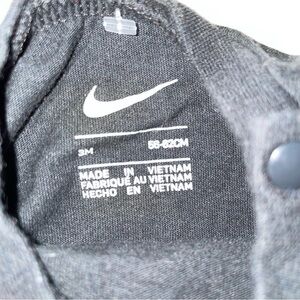 3M 56-62CM
MADE IN VIETNAM
FABRIQUÉ AU VIETNAM
HECHO EN VIETNAM